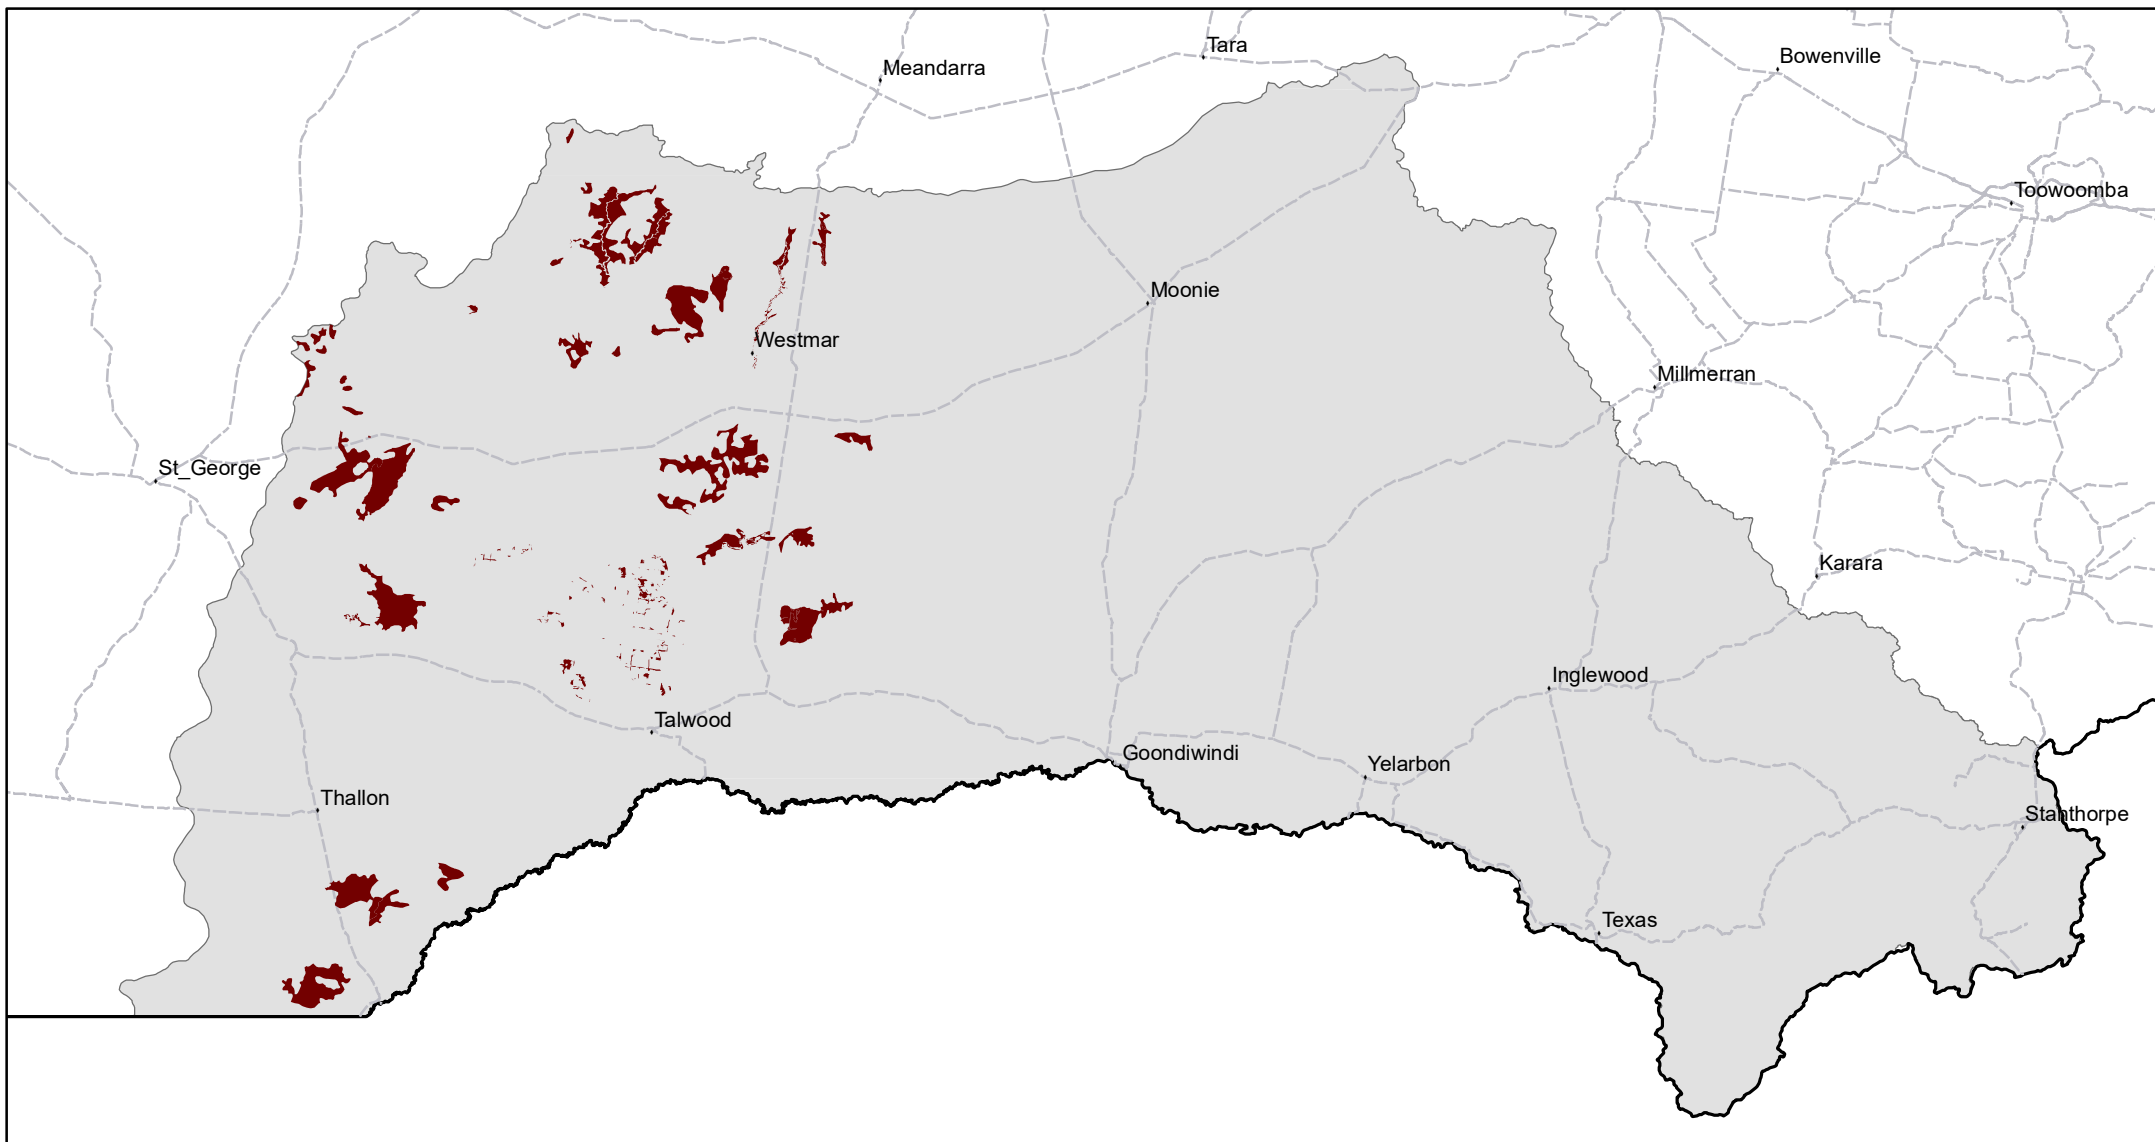 Tara
Bowenville
Meandarra
Toowoomba
Moonie
Westmar
Millmerran
St_George
Karara
Inglewood
Talwood
Goondiwindi
Yelarbon
Thallon
Stanthorpe
Texas